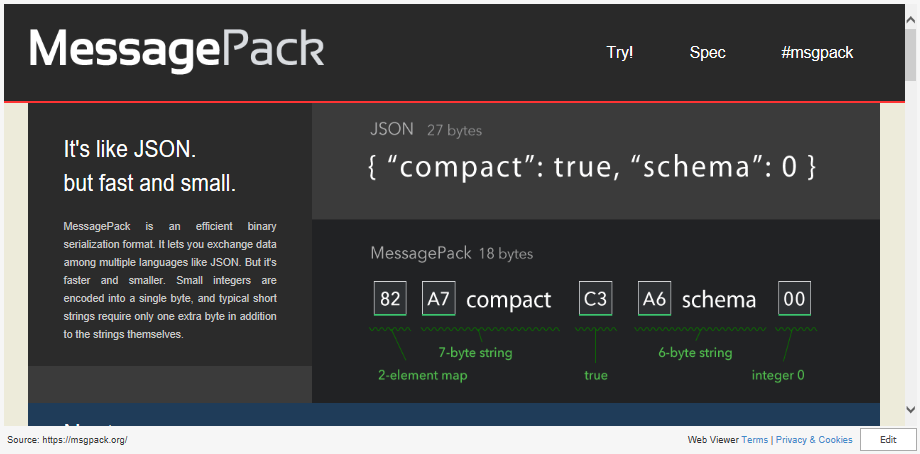 MessagePack
Try!
Spec
#msgpack
It's like JSON.
but fast and small.
MessagePack is an efficient binary
serialization format. It lets you exchange data
among multiple languages like JSON. But it's
faster and smaller. Small integers are
encoded into a single byte, and typical short
strings require only one extra byte in addition
to the strings themselves.
JSON 27 bytes
{ “compact”: true, “schema”: 0 }
MessagePack 18 bytes
82 A7 compact C3 A6 schema 00
7-byte string 6-byte string
2-element map true integer 0
Source: https://msgpack.org/
Web Viewer Terms | Privacy & Cookies
Edit